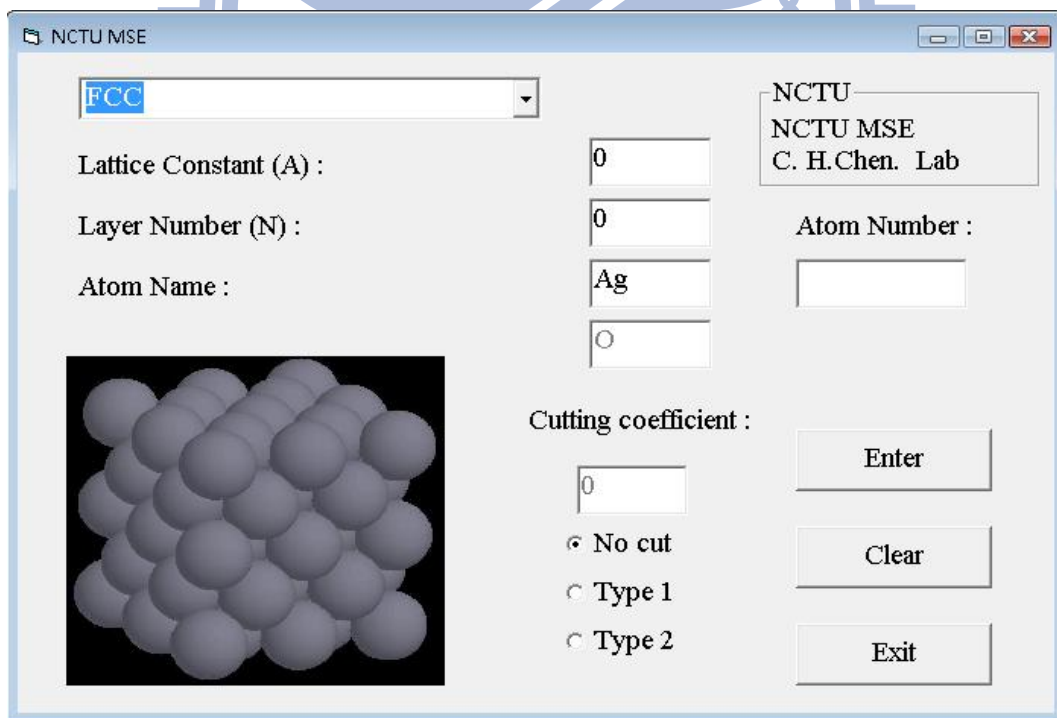 NCTU MSE
FCC
NCTU
NCTU MSE
C. H.Chen. Lab
Lattice Constant (A) :
0
Layer Number (N) :
0
Atom Number :
Atom Name :
Ag
O
Cutting coefficient :
0
No cut
Type 1
Type 2
Enter
Clear
Exit